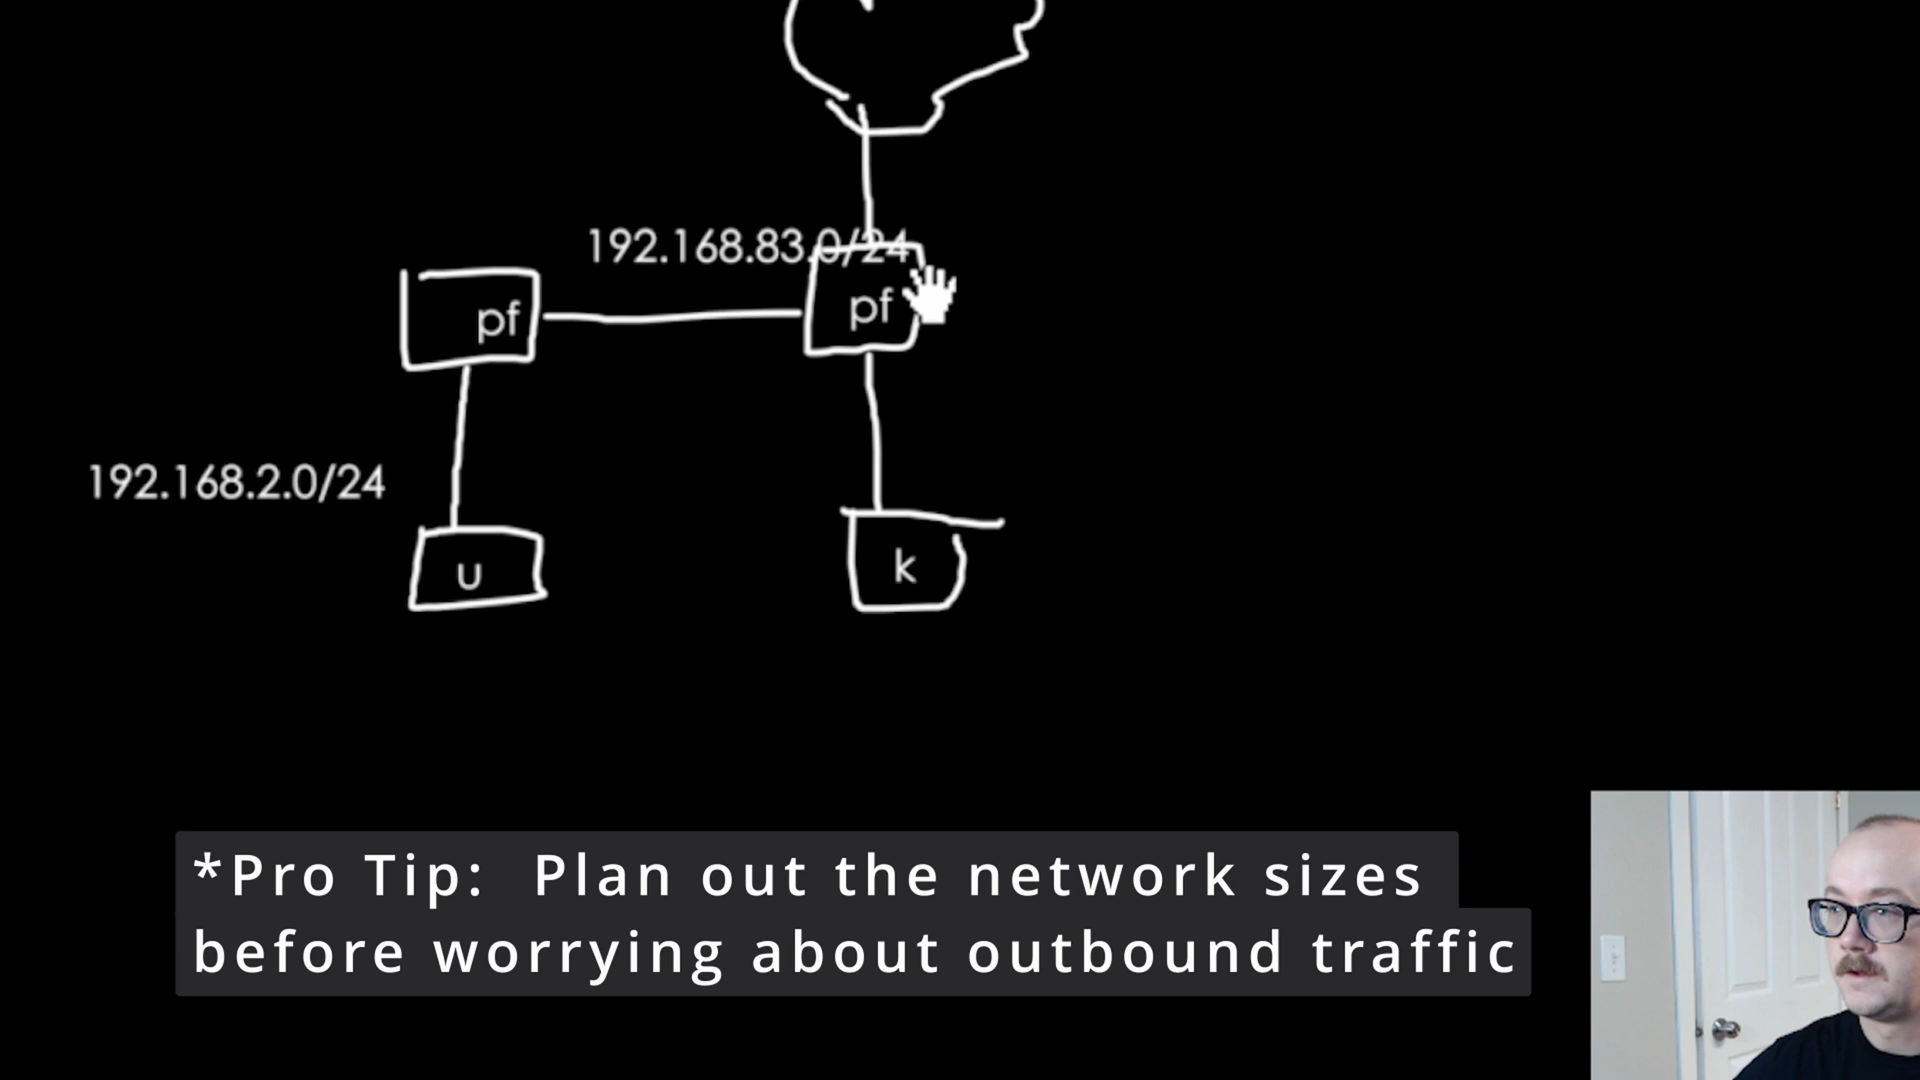 192.168.83.0/24
pf
pf
192.168.2.0/24
u
k
*Pro Tip:  Plan out the network sizes
before worrying about outbound traffic